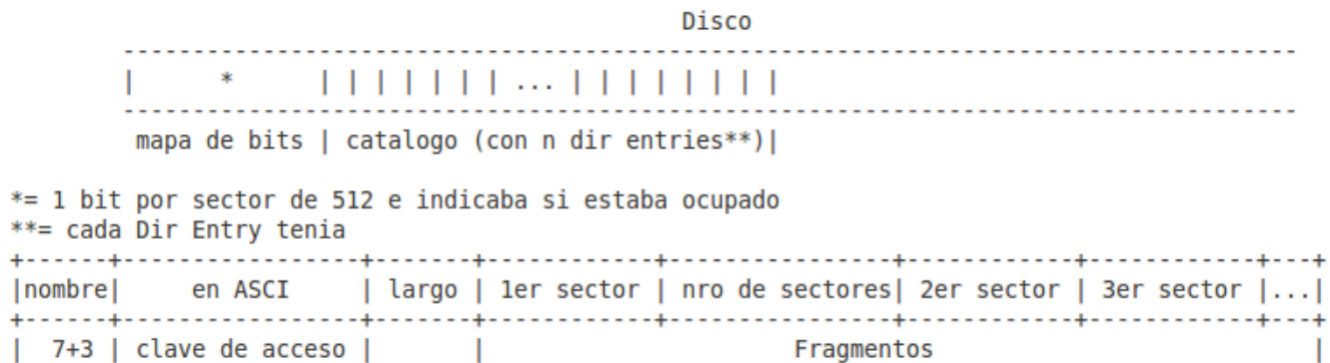 Disco
--------------------------------------------------------------------------------------
|      *      | | | | | | | ... | | | | | | | |
--------------------------------------------------------------------------------------
mapa de bits | catalogo (con n dir entries**)|
*= 1 bit por sector de 512 e indicaba si estaba ocupado
**= cada Dir Entry tenia
+------+-----------------+-------+------------+----------------+------------+------------+---+
|nombre|     en ASCI     | largo | 1er sector | nro de sectores| 2er sector | 3er sector |...|
+------+-----------------+-------+------------+----------------+------------+------------+---+
|  7+3 | clave de acceso |       |                      Fragmentos                           |